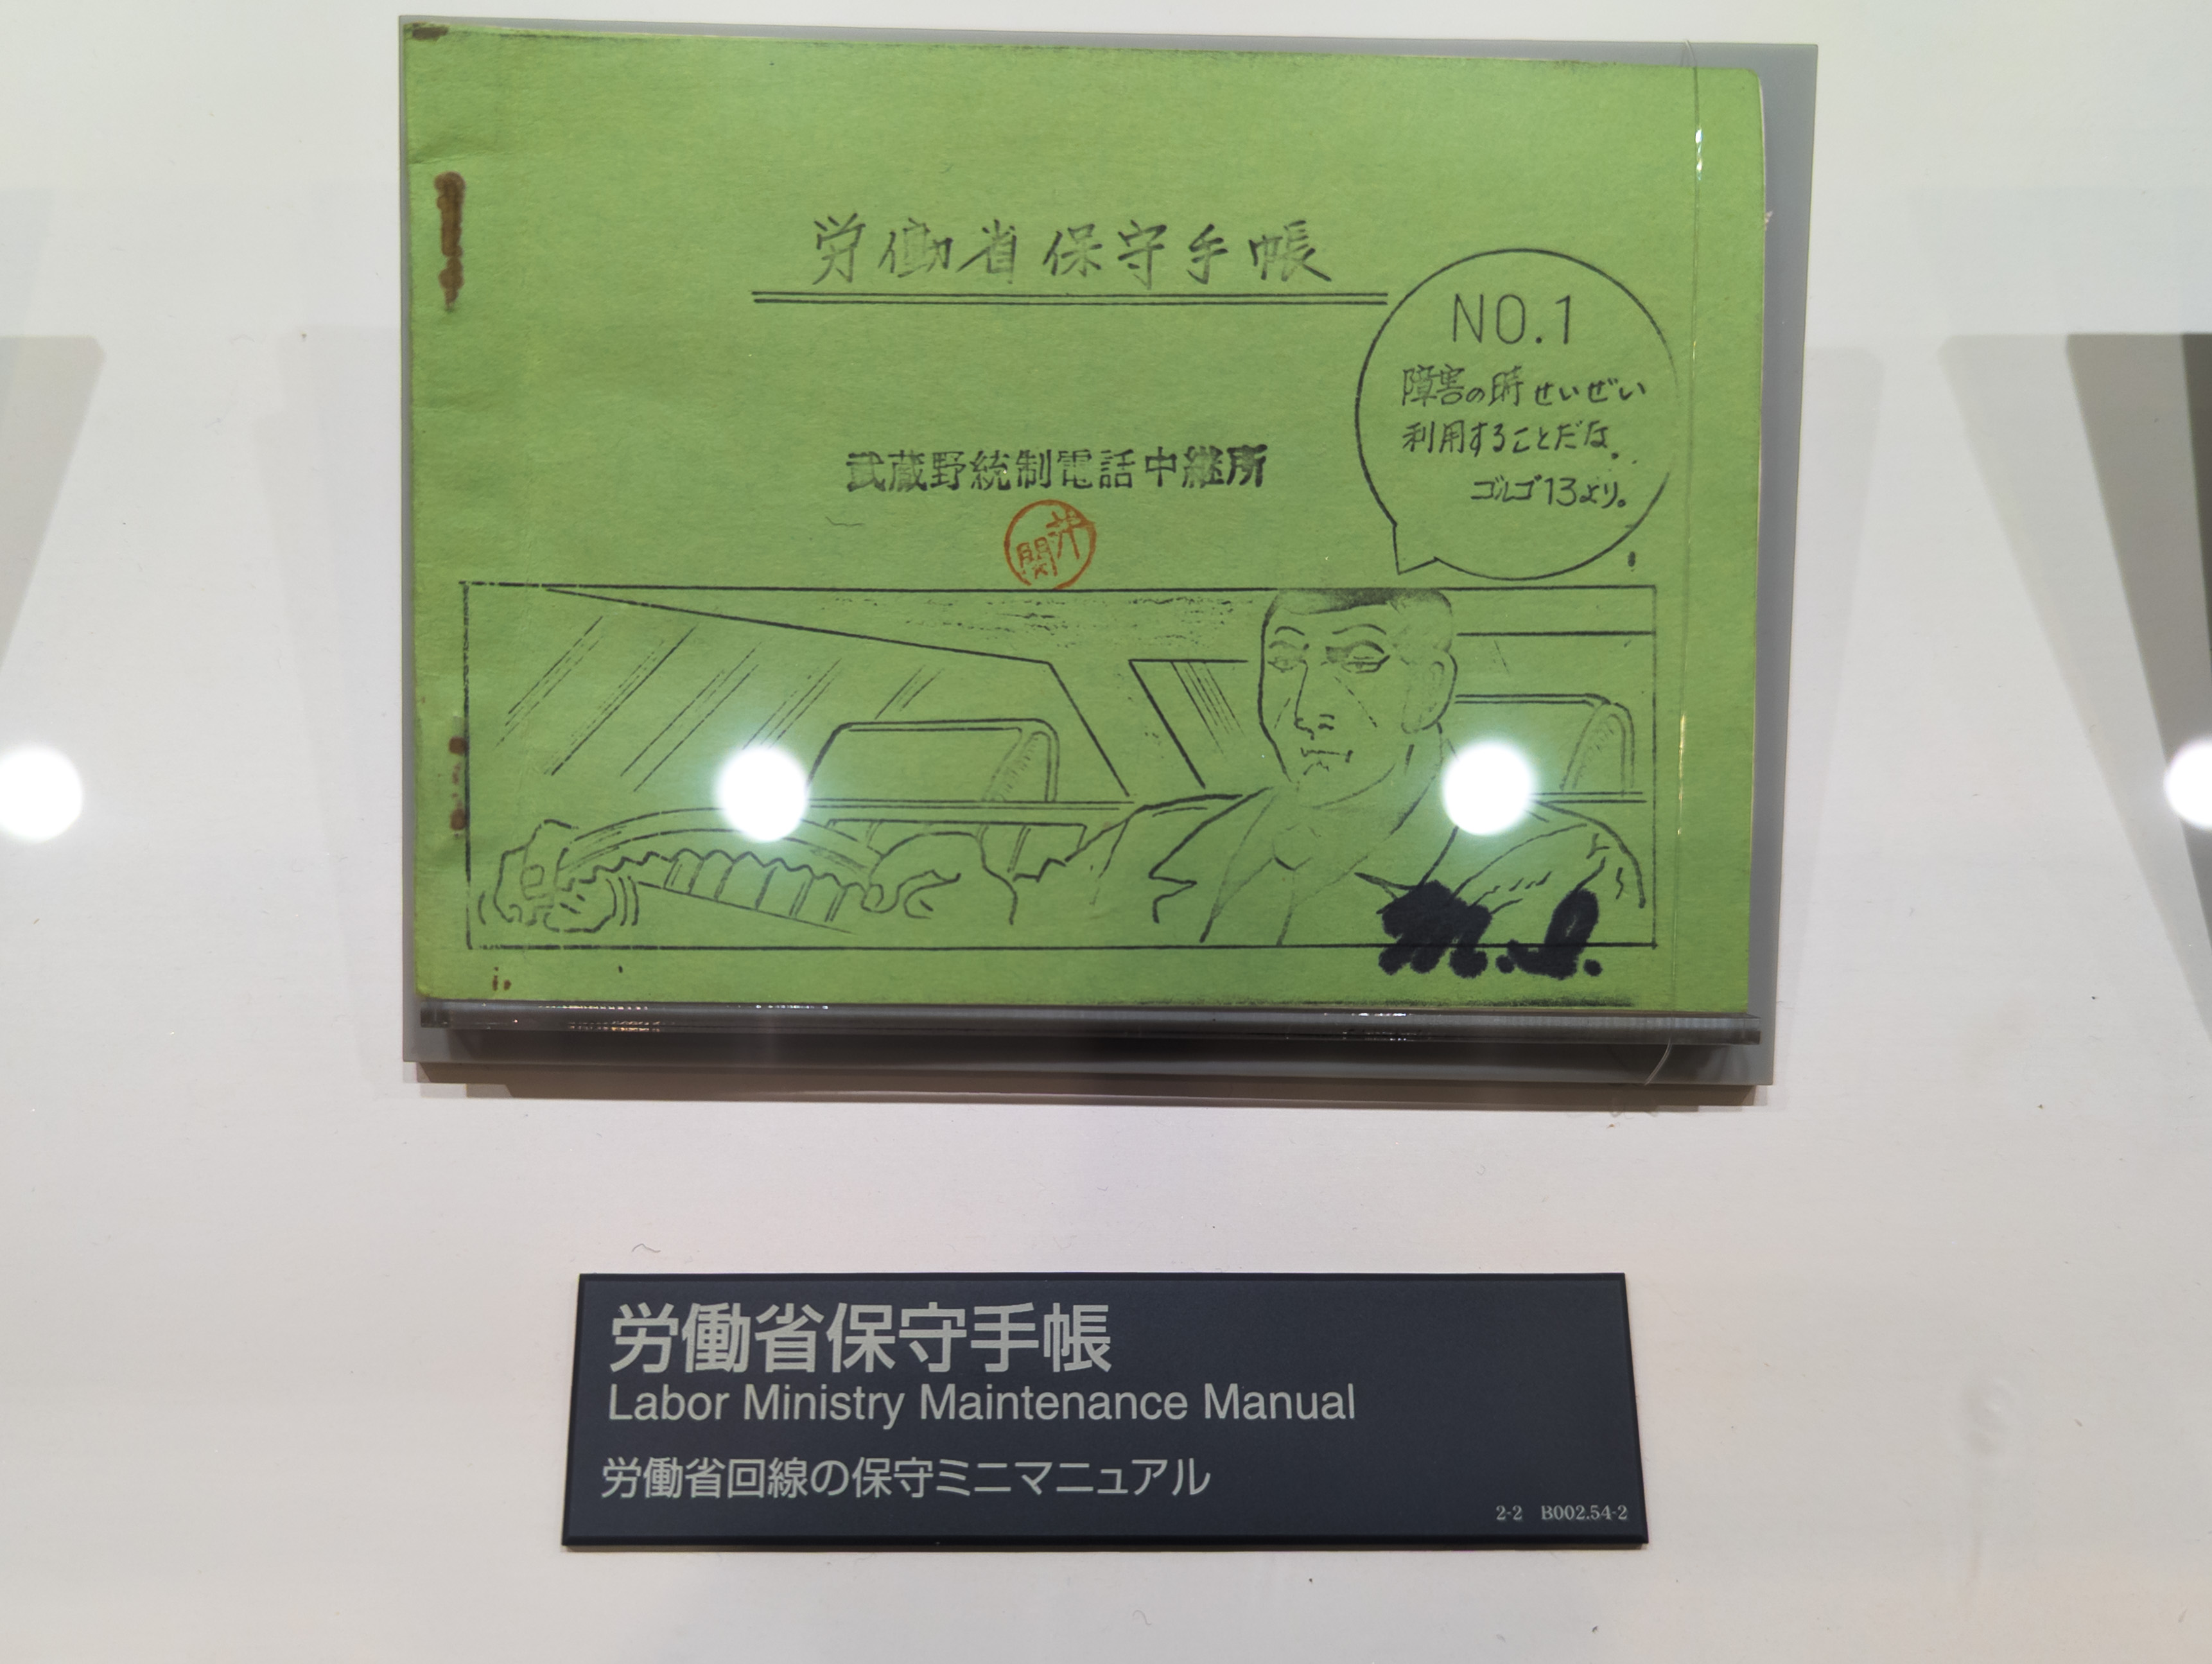 労働省保守手帳
NO.1
障害の時せいぜい
利用することだな。
ゴルゴ13より。
武蔵野統制電話中継所
井
関
M.I.
労働省保守手帳
Labor Ministry Maintenance Manual
労働省回線の保守ミニマニュアル
2-2 B002.54-2